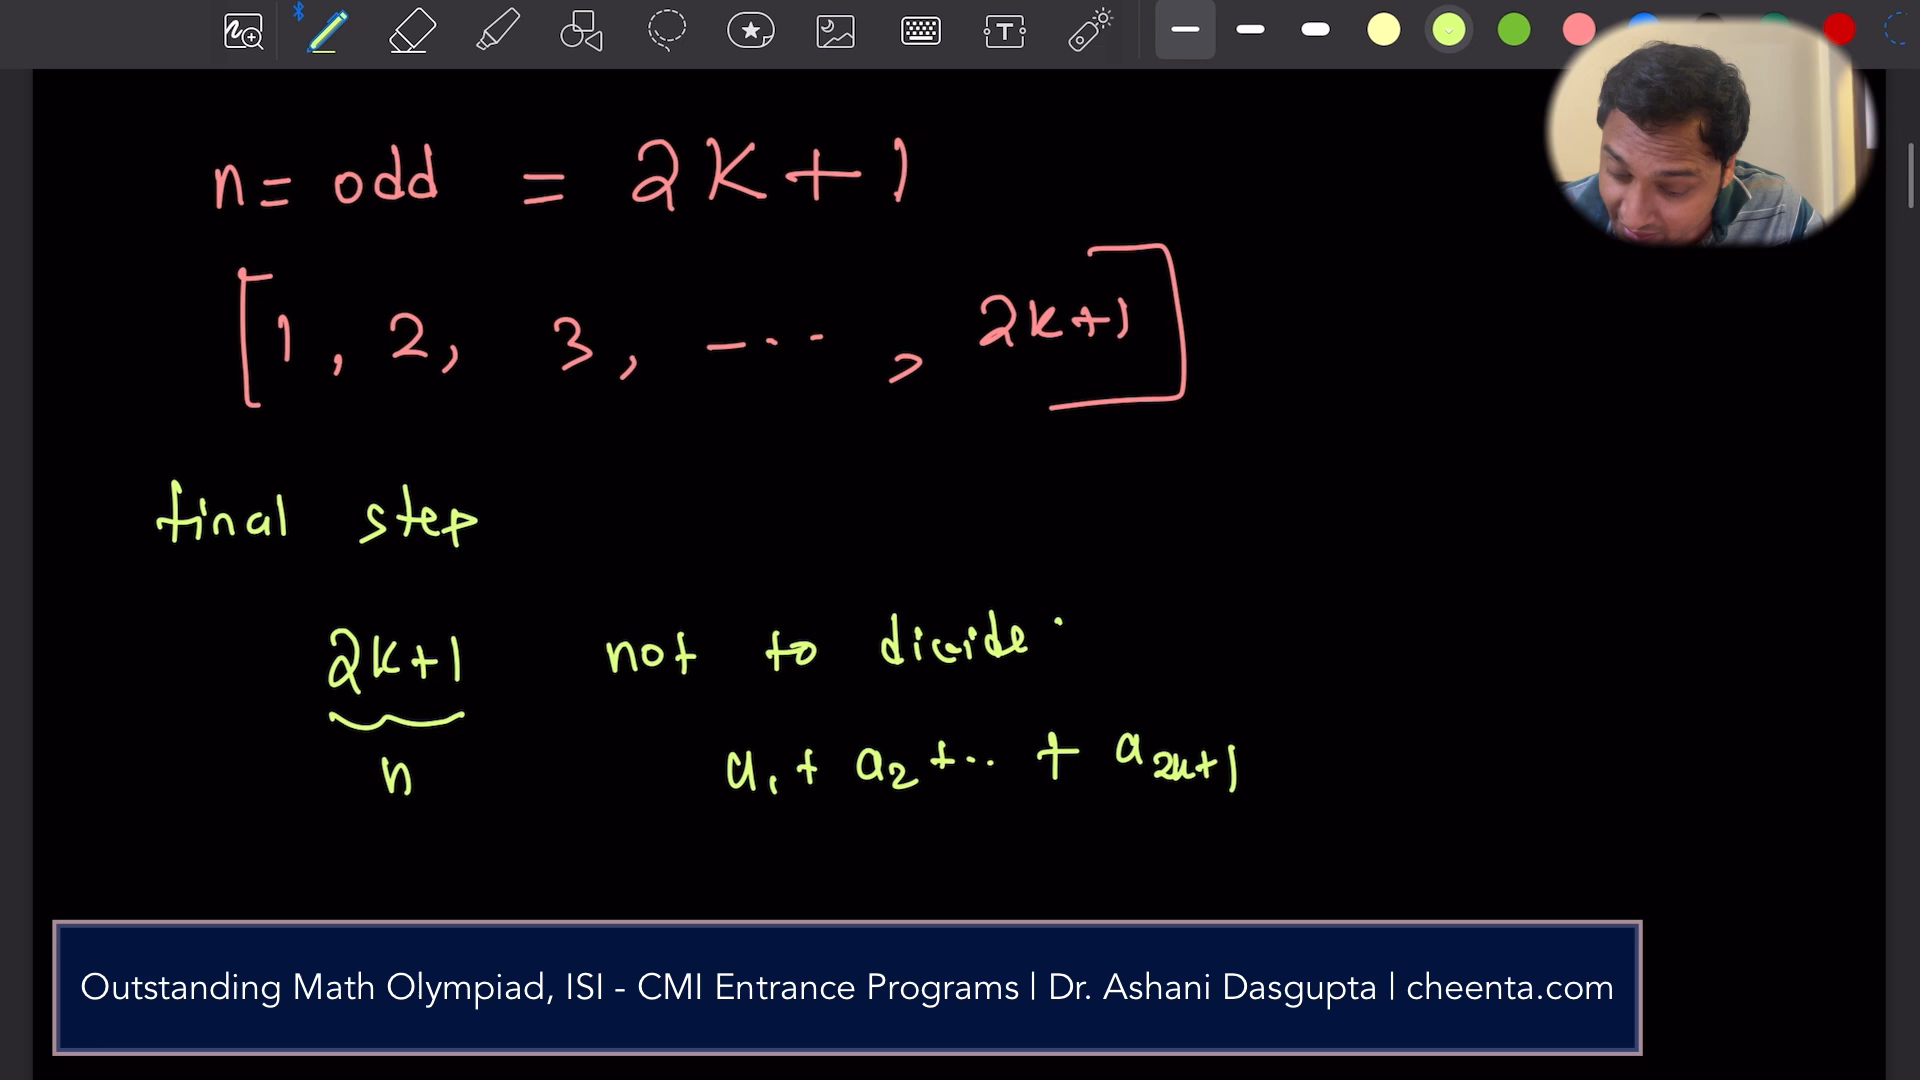 n = odd = 2K+1
[1, 2, 3, -···, 2k+1]
final step
2k+1 not to divide
n a₁ + a₂ +·· + a₂ₖ₊₁
Outstanding Math Olympiad, ISI - CMI Entrance Programs | Dr. Ashani Dasgupta | cheenta.com